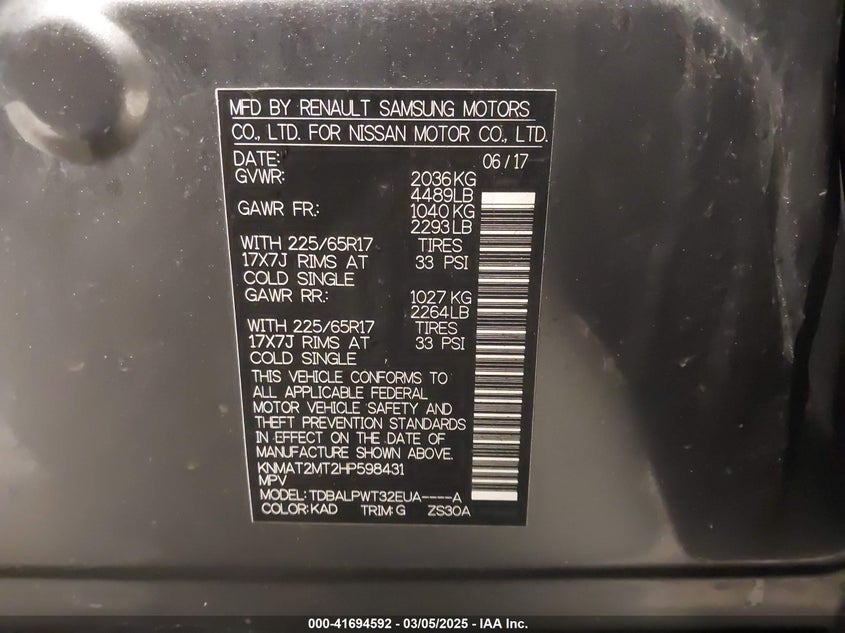 MFD BY RENAULT SAMSUNG MOTORS
CO., LTD. FOR NISSAN MOTOR CO., LTD.
DATE: 06/17
GVWR: 2036KG
4489LB
GAWR FR.: 1040KG
2293LB
WITH 225/65R17 TIRES
17X7J RIMS AT 33 PSI
COLD SINGLE
GAWR RR.: 1027KG
2264LB
WITH 225/65R17 TIRES
17X7J RIMS AT 33 PSI
COLD SINGLE
THIS VEHICLE CONFORMS TO
ALL APPLICABLE FEDERAL
MOTOR VEHICLE SAFETY AND
THEFT PREVENTION STANDARDS
IN EFFECT ON THE DATE OF
MANUFACTURE SHOWN ABOVE.
KNMAT2MT2HP598431
MPV
MODEL: TDBALPWT32EUA----A
COLOR: KAD TRIM: G ZS30A
000-41694592 - 03/05/2025 - IAA Inc.